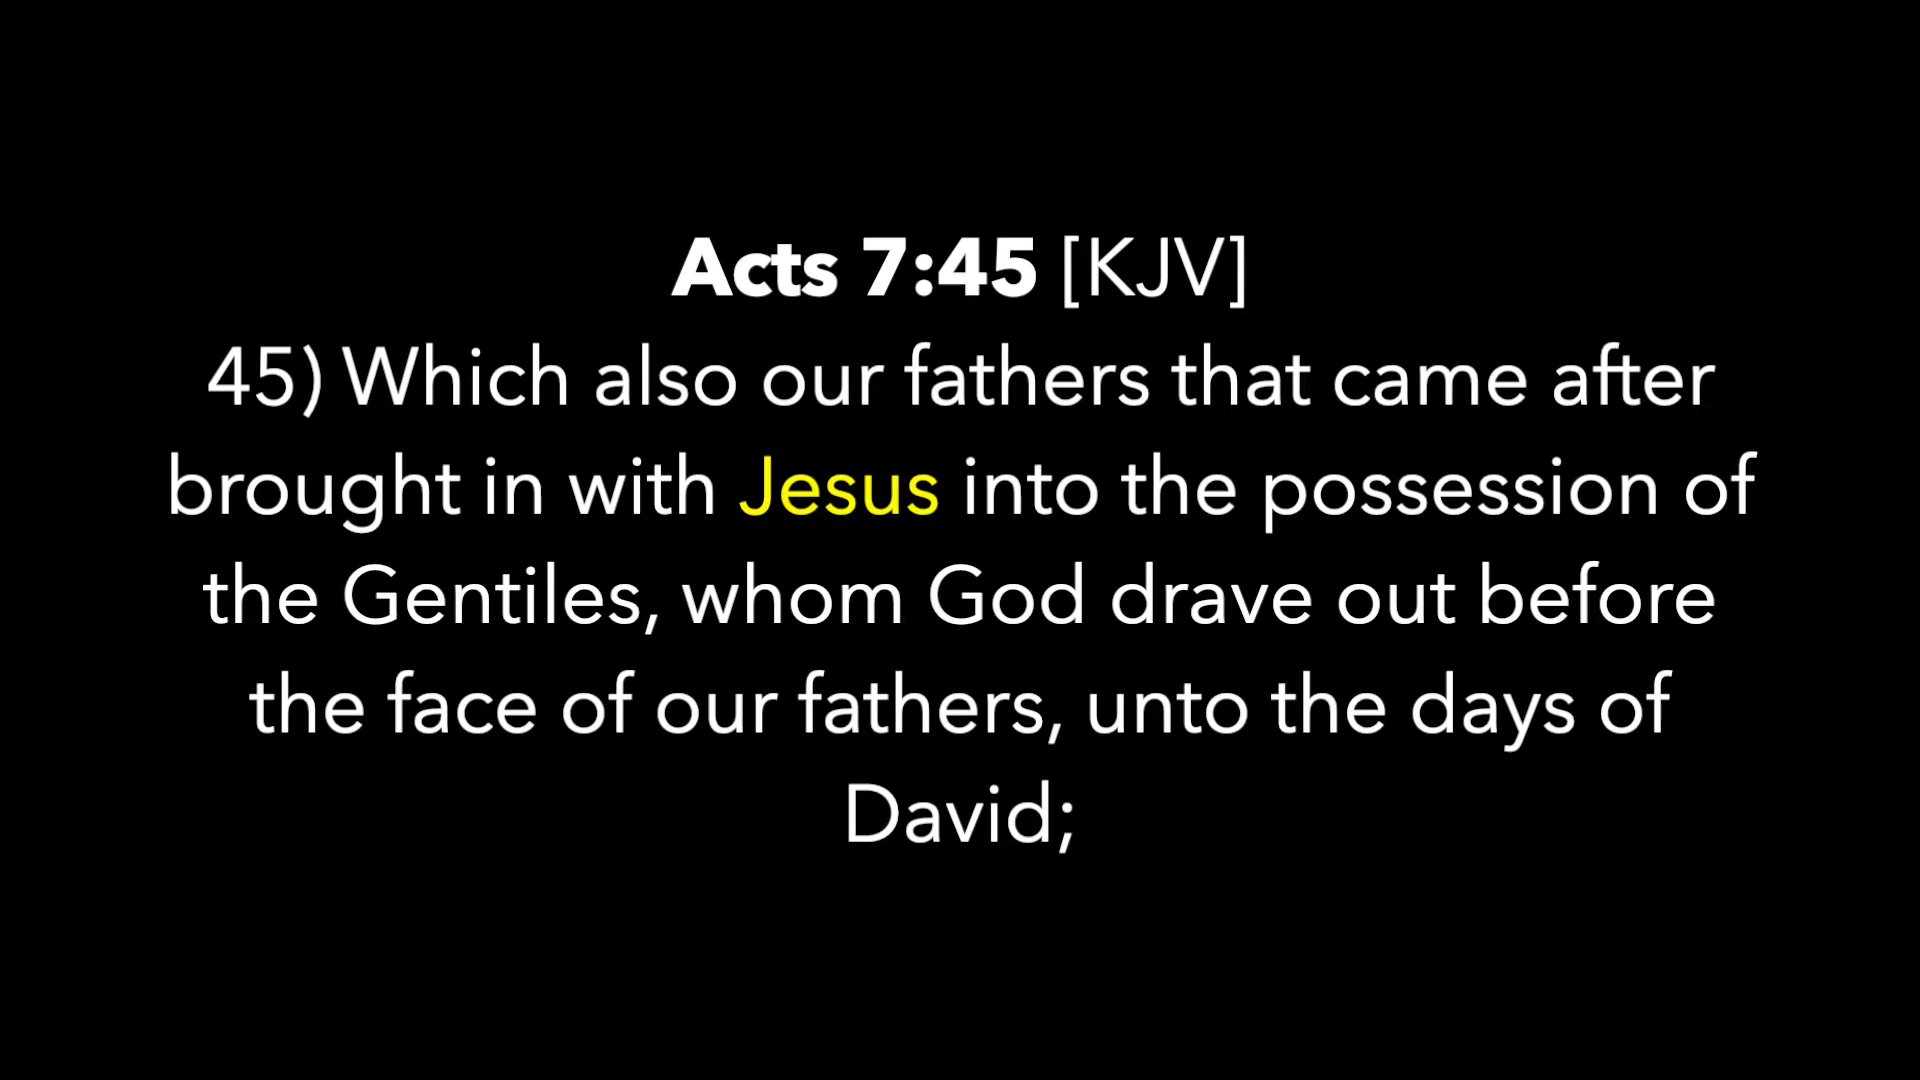 Acts 7:45 [KJV]
45) Which also our fathers that came after
brought in with Jesus into the possession of
the Gentiles, whom God drave out before
the face of our fathers, unto the days of
David;